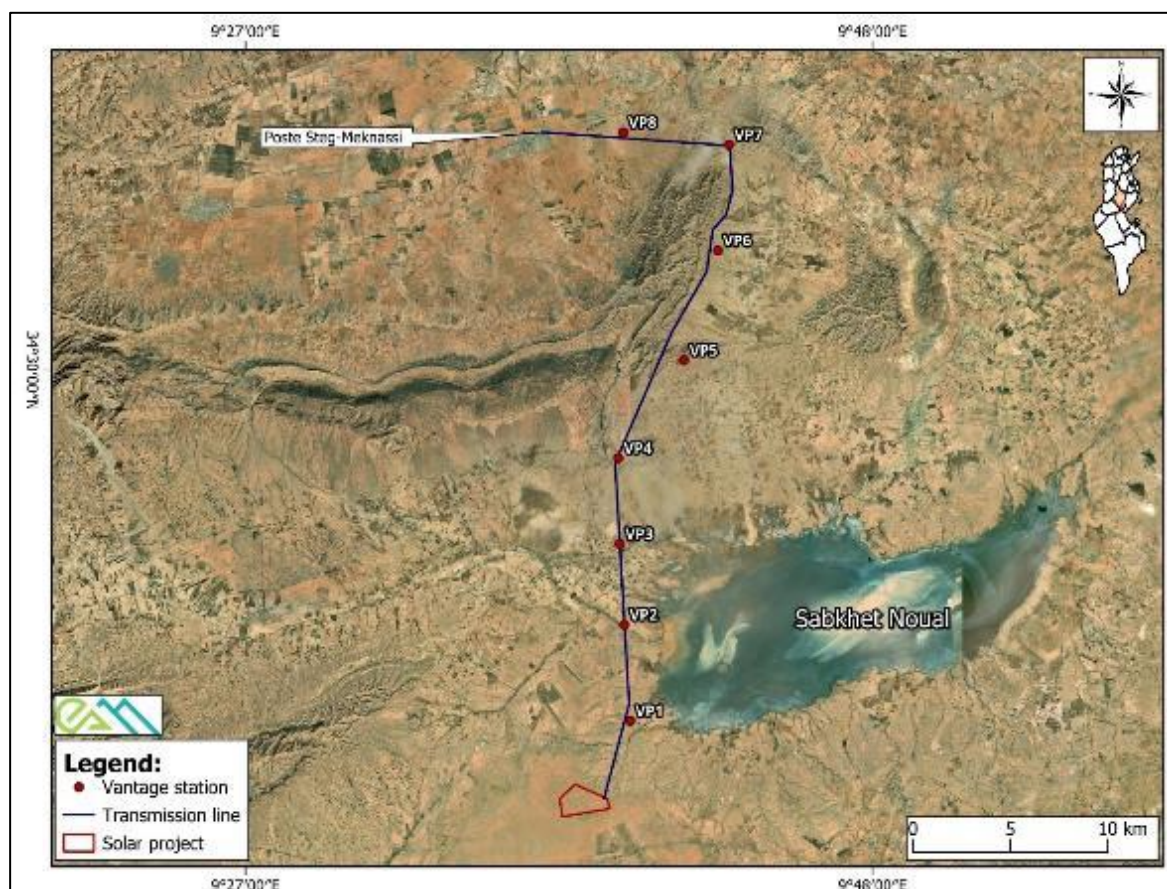 9°27'00"E
9°48'00"E
N
Poste Steg-Meknassi
VP8
VP7
VP6
34°30'00"N
VP5
VP4
VP3
VP2
Sabkhet Noual
VP1
eam
Legend:
Vantage station
Transmission line
Solar project
0 5 10 km
9°27'00"E
9°48'00"E